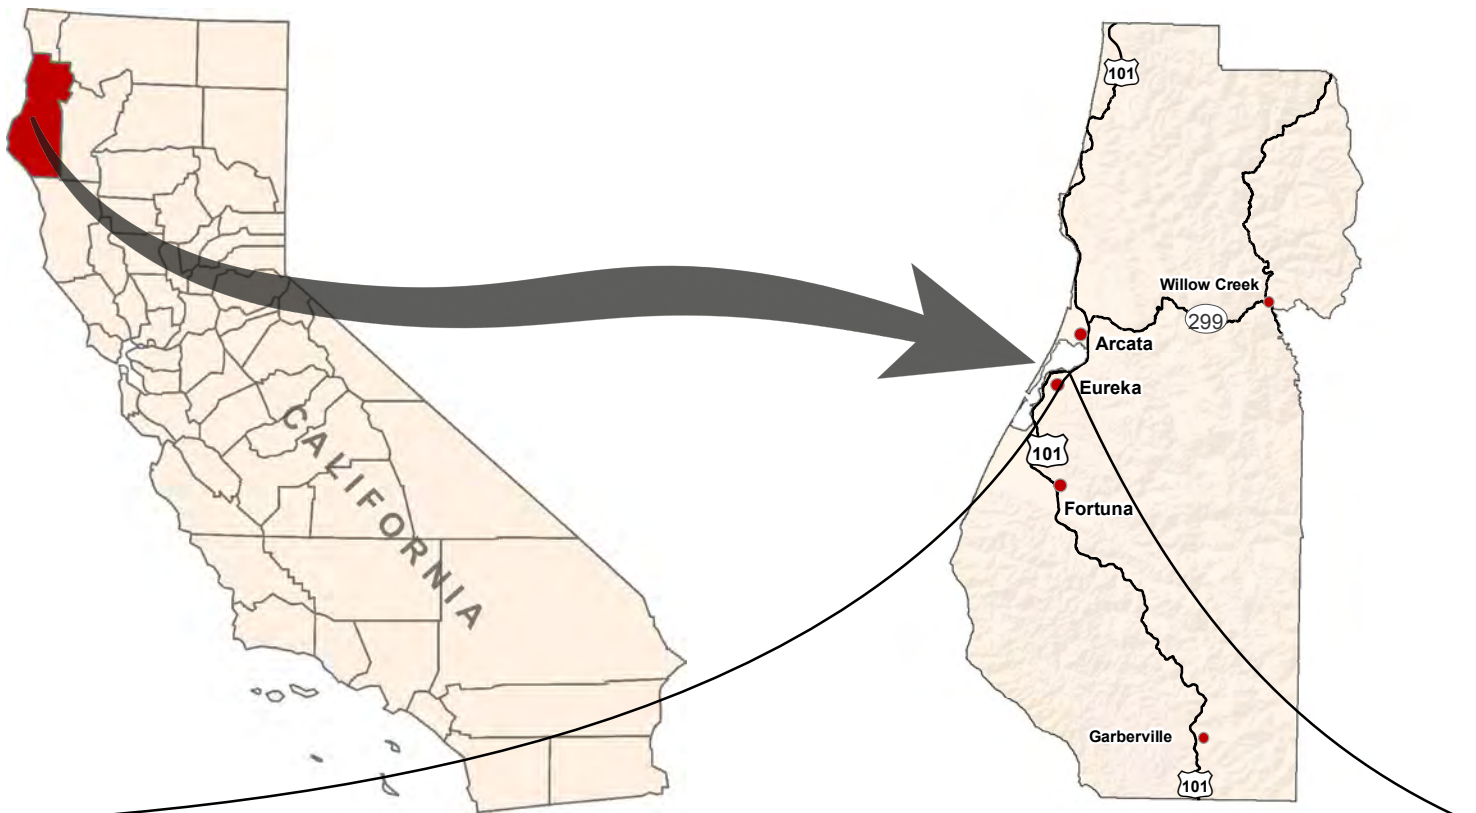 CALIFORNIA
101
Willow Creek
299
Arcata
Eureka
101
Fortuna
Garberville
101